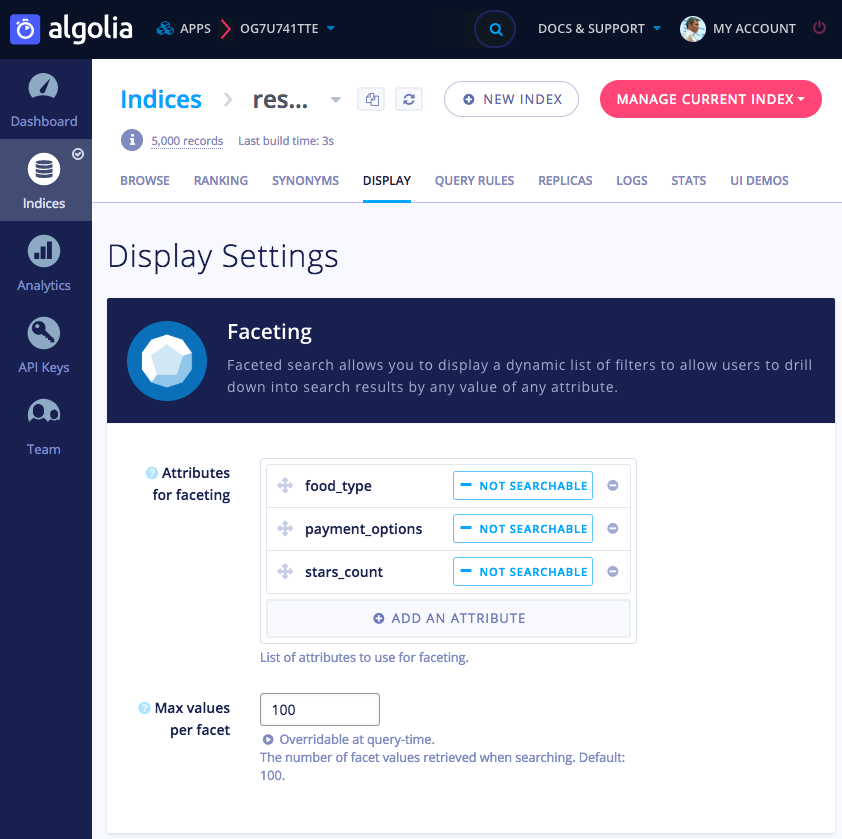 algolia
APPS
OG7U741TTE
DOCS & SUPPORT
MY ACCOUNT
Dashboard
Indices
Analytics
API Keys
Team
Indices
res...
NEW INDEX
MANAGE CURRENT INDEX
i
5,000 records
Last build time: 3s
BROWSE
RANKING
SYNONYMS
DISPLAY
QUERY RULES
REPLICAS
LOGS
STATS
UI DEMOS
Display Settings
Faceting
Faceted search allows you to display a dynamic list of filters to allow users to drill
down into search results by any value of any attribute.
? Attributes
for faceting
food_type
NOT SEARCHABLE
payment_options
NOT SEARCHABLE
stars_count
NOT SEARCHABLE
ADD AN ATTRIBUTE
List of attributes to use for faceting.
? Max values
per facet
100
Overridable at query-time.
The number of facet values retrieved when searching. Default:
100.